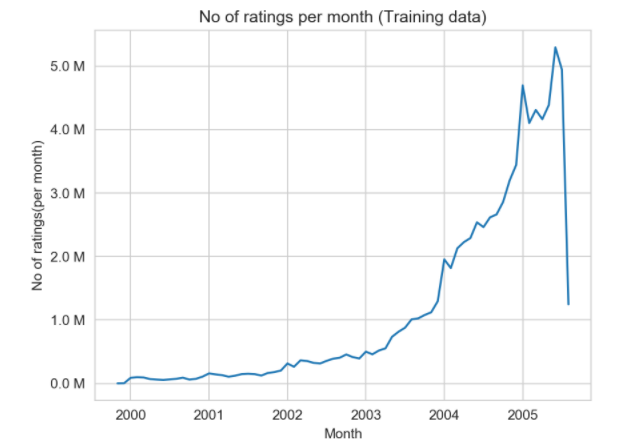 No of ratings per month (Training data)
No of ratings(per month)
5.0 M
4.0 M
3.0 M
2.0 M
1.0 M
0.0 M
2000 2001 2002 2003 2004 2005
Month